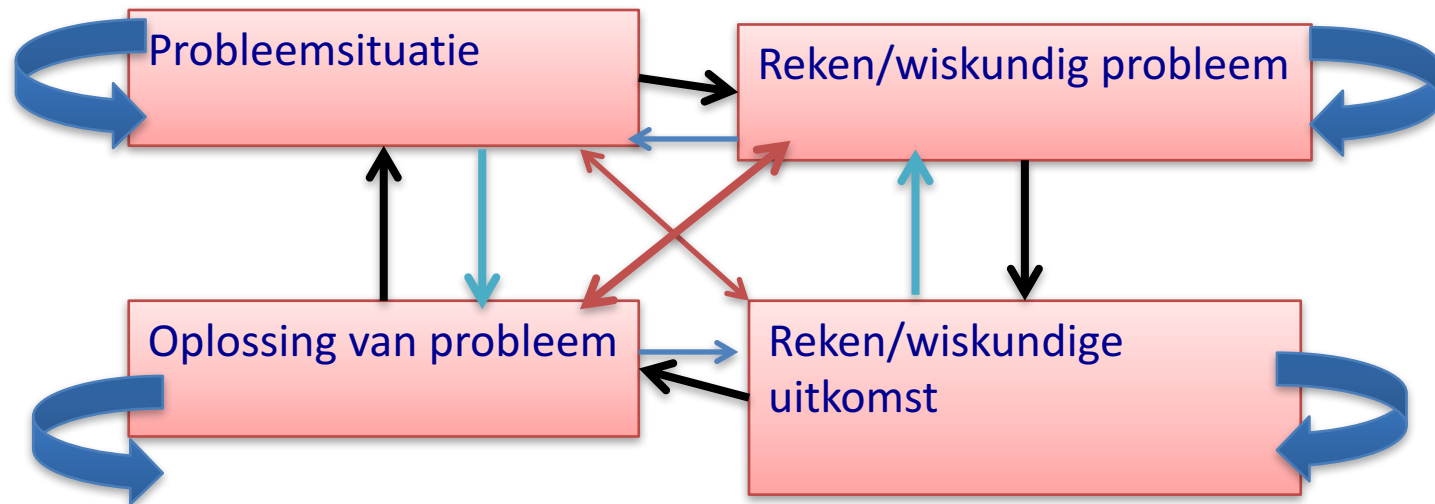 Probleemsituatie
Reken/wiskundig probleem
Oplossing van probleem
Reken/wiskundige
uitkomst